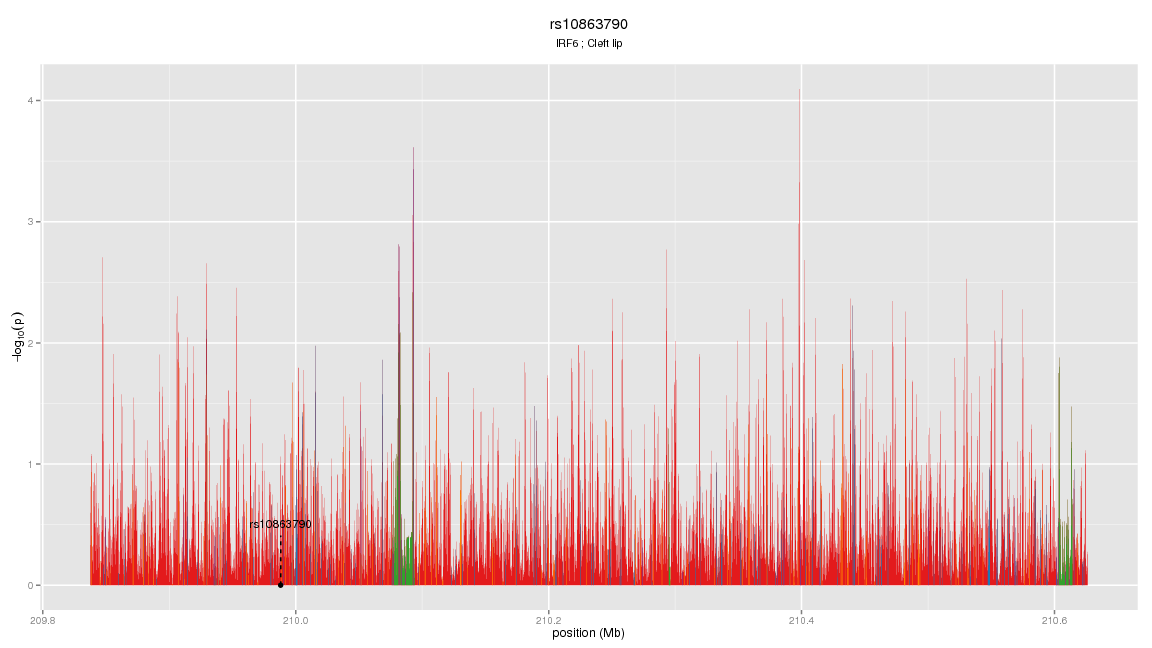 rs10863790
IRF6 ; Cleft lip
4
3
2
1
0
−log10(p)
rs10863790
209.8
210.0
210.2
210.4
210.6
position (Mb)